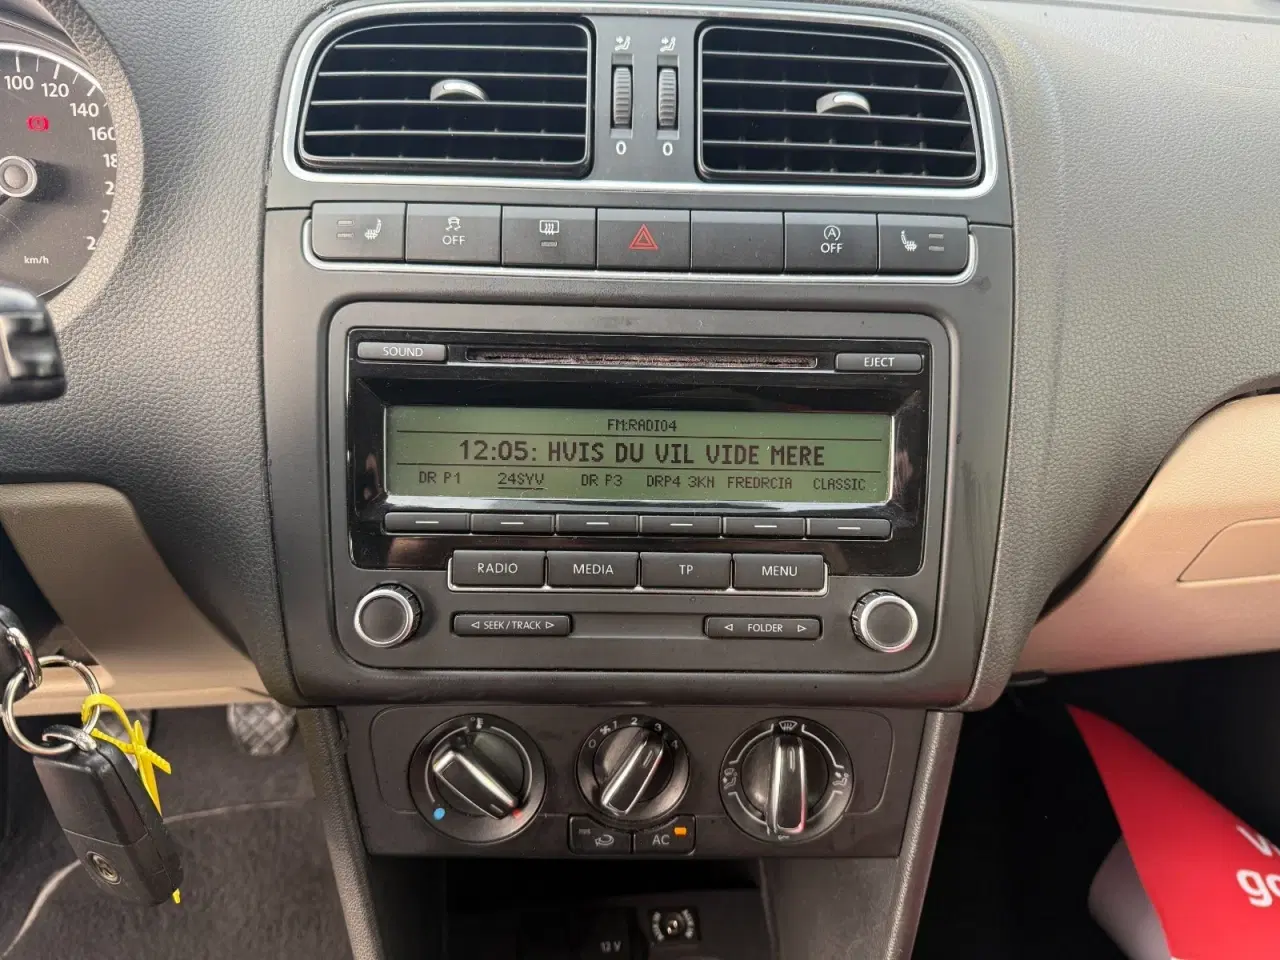 100
120
140
160
km/h
0 0
OFF
OFF
SOUND
EJECT
FM:RADIO4
12:05: HVIS DU VIL VIDE MERE
DR P1 24SYV DR P3 DRP4 3KN FREDRCIA CLASSIC
RADIO MEDIA TP MENU
SEEK/TRACK
FOLDER
0 1 2 3 4
AC
12 V